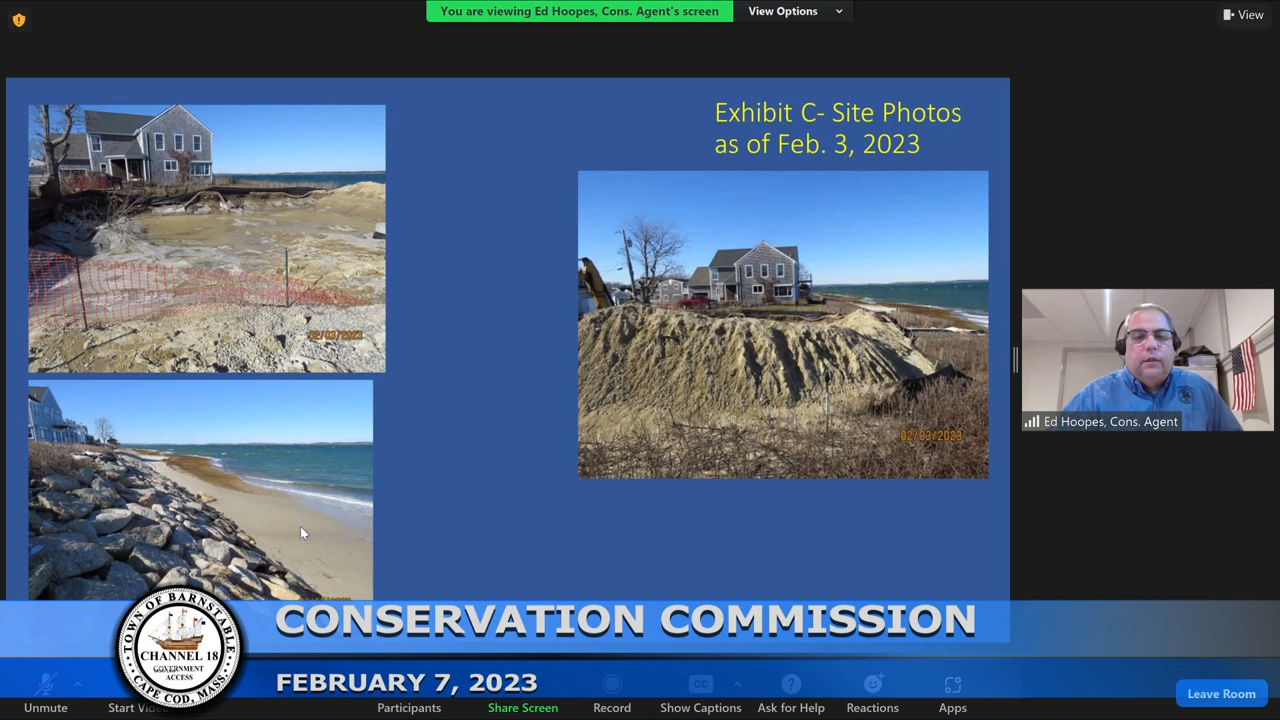 You are viewing Ed Hoopes, Cons. Agent's screen
View Options
View
Exhibit C- Site Photos
as of Feb. 3, 2023
02/03/2023
02/03/2023
Ed Hoopes, Cons. Agent
TOWN OF BARNSTABLE
CHANNEL 18
GOVERNMENT
ACCESS
CAPE COD, MASS.
CONSERVATION COMMISSION
FEBRUARY 7, 2023
CC
Unmute
Participants
Share Screen
Record
Show Captions
Ask for Help
Reactions
Apps
Leave Room